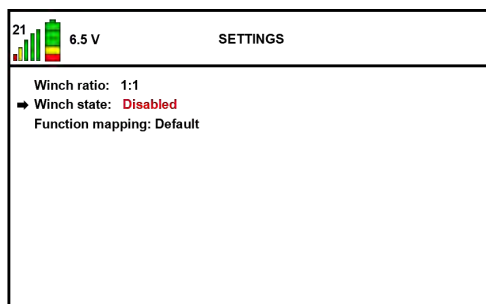 21 6.5 V SETTINGS
Winch ratio: 1:1
Winch state: Disabled
Function mapping: Default